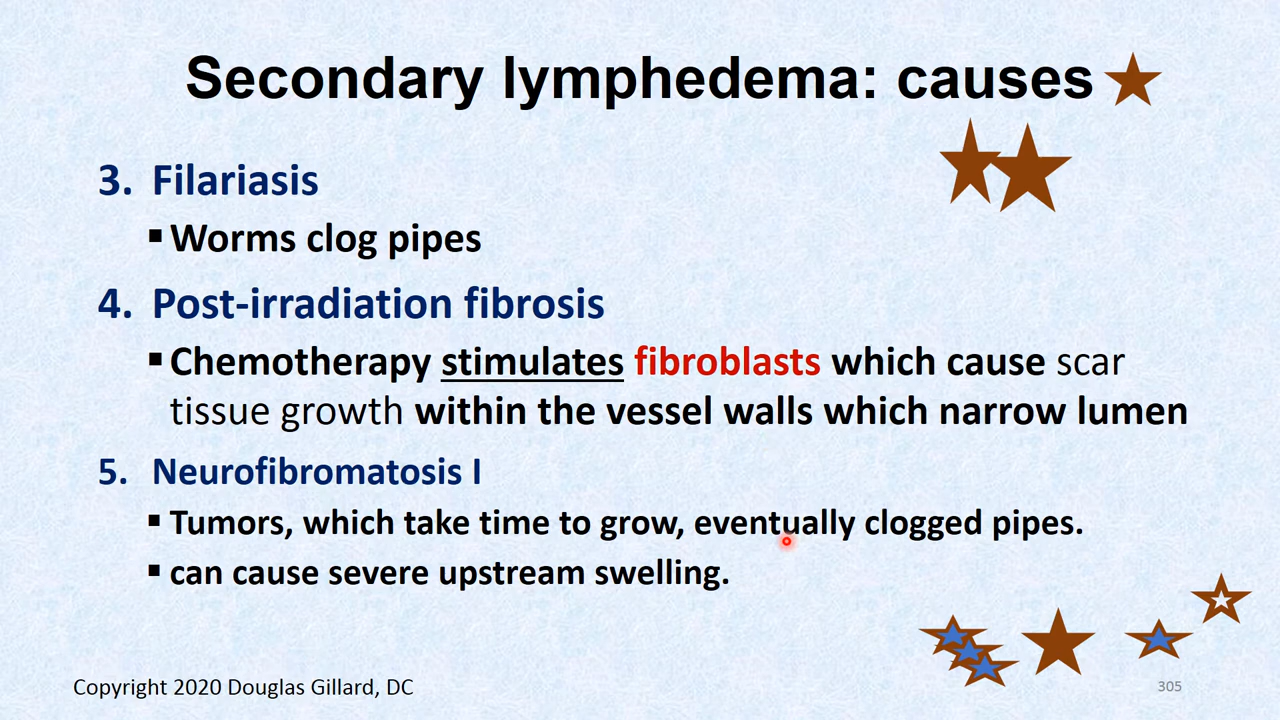 Secondary lymphedema: causes
3. Filariasis
▪ Worms clog pipes
4. Post-irradiation fibrosis
▪ Chemotherapy stimulates fibroblasts which cause scar
tissue growth within the vessel walls which narrow lumen
5. Neurofibromatosis I
▪ Tumors, which take time to grow, eventually clogged pipes.
▪ can cause severe upstream swelling.
Copyright 2020 Douglas Gillard, DC
305